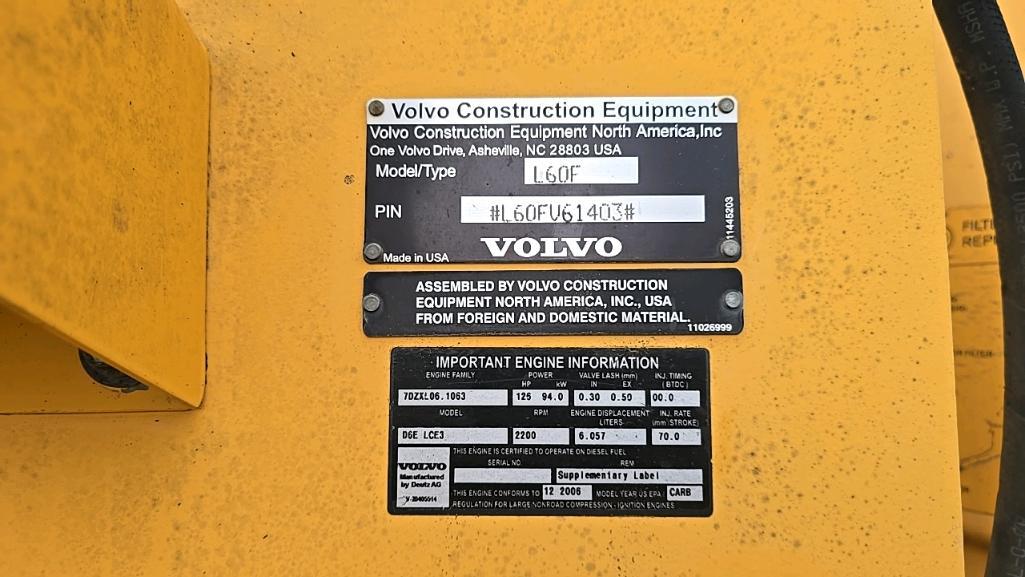 Volvo Construction Equipment
Volvo Construction Equipment North America,Inc
One Volvo Drive, Asheville, NC 28803 USA
Model/Type L60F
PIN #L60FV61403#
VOLVO
Made in USA
11445203
ASSEMBLED BY VOLVO CONSTRUCTION
EQUIPMENT NORTH AMERICA, INC., USA
FROM FOREIGN AND DOMESTIC MATERIAL.
11026999
IMPORTANT ENGINE INFORMATION
ENGINE FAMILY POWER VALVE LASH (mm) INJ. TIMING
HP kW IN EX (BTDC)
7DZXL06.1063 126 94.0 0.30 0.50 00.0
MODEL RPM ENGINE DISPLACEMENT INJ. RATE
LITERS (mm³/STROKE)
D6E LCE3 2200 6.057 70.0
THIS ENGINE IS CERTIFIED TO OPERATE ON DIESEL FUEL
SERIAL NO REM
VOLVO Supplementary Label
Manufactured
by Deutz AG
THIS ENGINE CONFORMS TO 12 2006 MODEL YEAR US EPA / CARB
REGULATION FOR LARGE NONROAD COMPRESSION - IGNITION ENGINES
FILTE
REPL
PSI) MAX W.P. MSHA